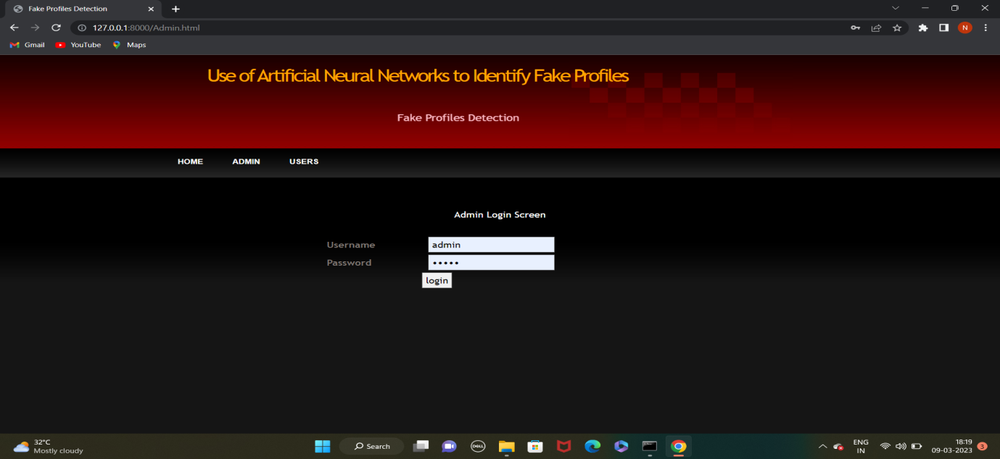 Fake Profiles Detection
127.0.0.1:8000/Admin.html
N
Gmail YouTube Maps
Use of Artificial Neural Networks to Identify Fake Profiles
Fake Profiles Detection
HOME ADMIN USERS
Admin Login Screen
Username admin
Password •••••
login
32°C
Mostly cloudy
Search
DELL
ENG
IN
18:19
09-03-2023
3